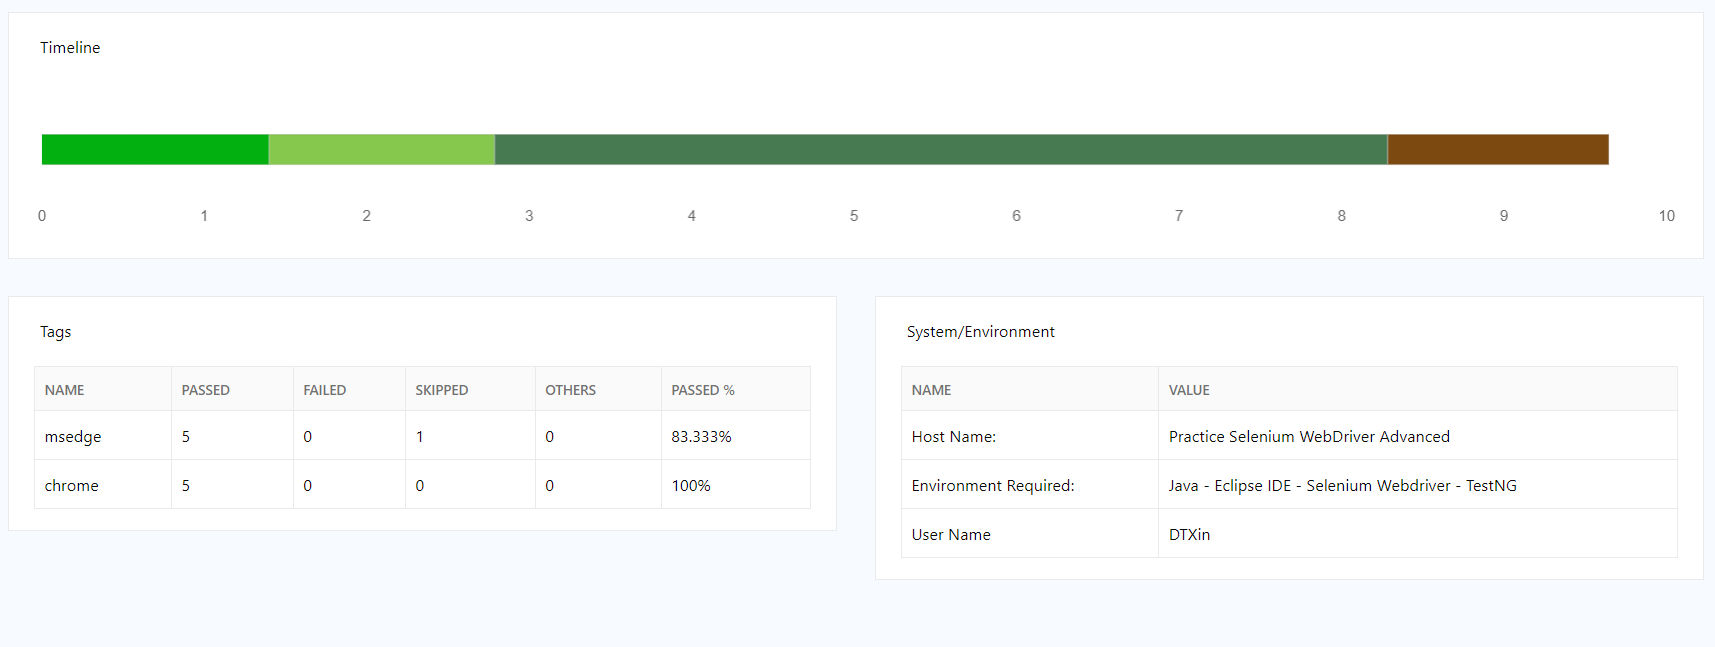 Timeline
0 1 2 3 4 5 6 7 8 9 10
Tags
NAME PASSED FAILED SKIPPED OTHERS PASSED %
msedge 5 0 1 0 83.333%
chrome 5 0 0 0 100%
System/Environment
NAME VALUE
Host Name: Practice Selenium WebDriver Advanced
Environment Required: Java - Eclipse IDE - Selenium Webdriver - TestNG
User Name DTXin